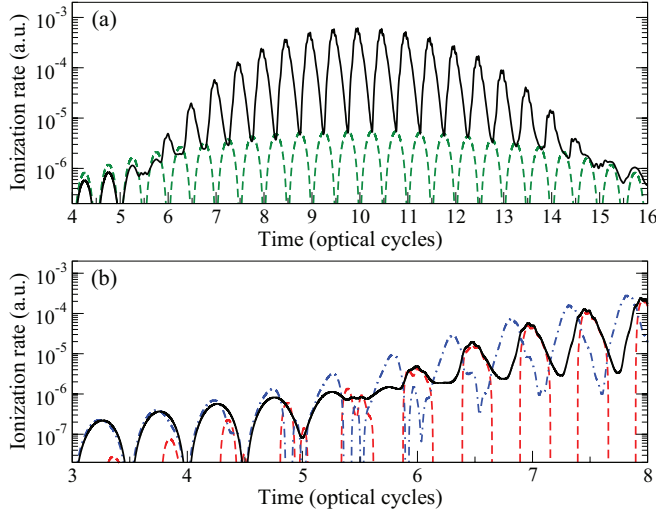 (a)
Ionization rate (a.u.)
10^-3
10^-4
10^-5
10^-6
4 5 6 7 8 9 10 11 12 13 14 15 16
Time (optical cycles)
(b)
Ionization rate (a.u.)
10^-3
10^-4
10^-5
10^-6
10^-7
3 4 5 6 7 8
Time (optical cycles)